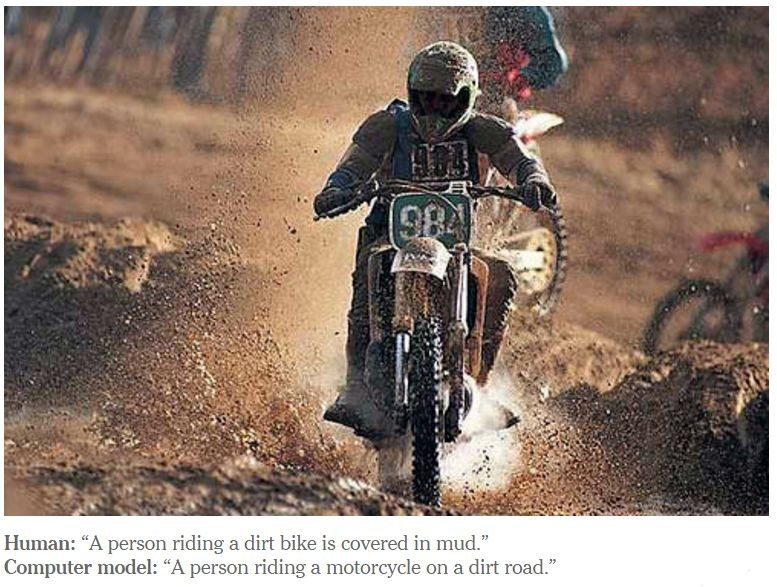 984
Human: “A person riding a dirt bike is covered in mud.”
Computer model: “A person riding a motorcycle on a dirt road.”